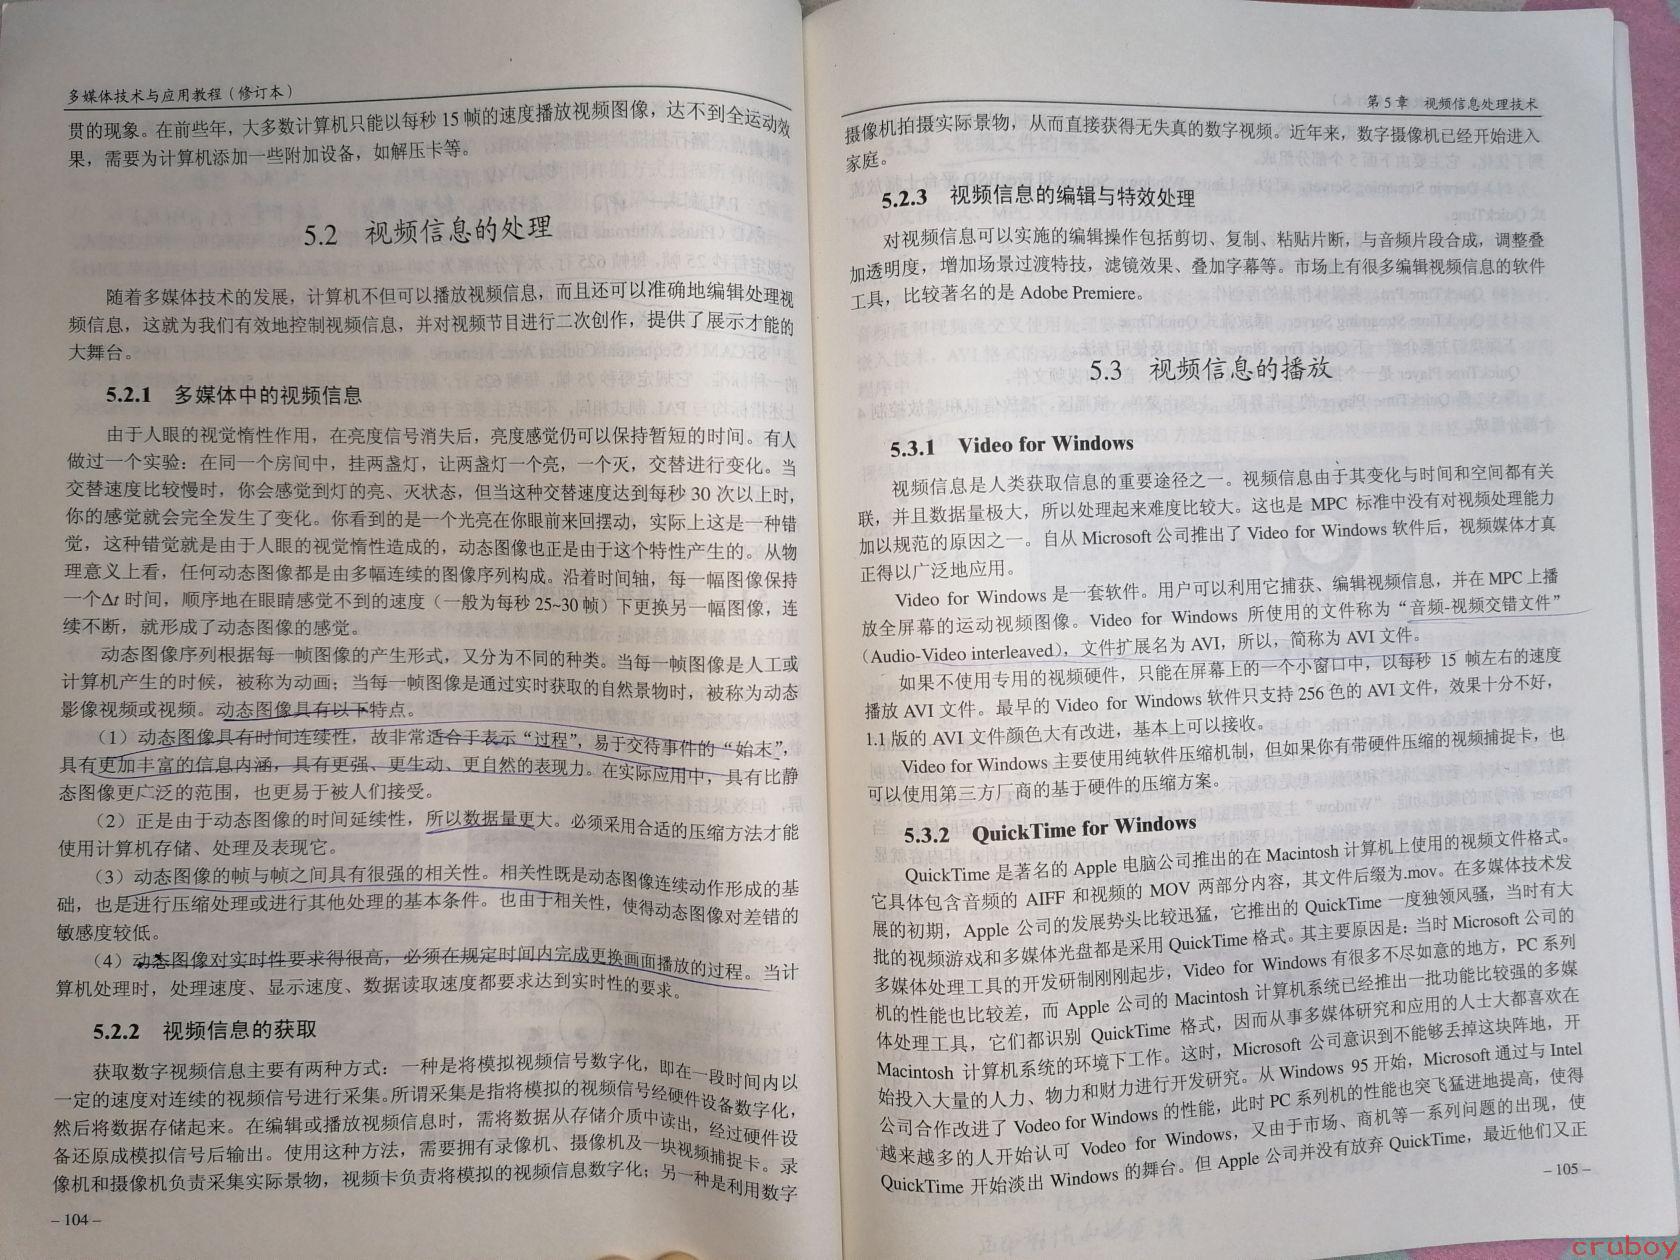 多媒体技术与应用教程（修订本）
贯的现象。在前些年，大多数计算机只能以每秒 15 帧的速度播放视频图像，达不到全运动效
果，需要为计算机添加一些附加设备，如解压卡等。
5.2 视频信息的处理
随着多媒体技术的发展，计算机不但可以播放视频信息，而且还可以准确地编辑处理视
频信息，这就为我们有效地控制视频信息，并对视频节目进行二次创作，提供了展示才能的
大舞台。
5.2.1 多媒体中的视频信息
由于人眼的视觉惰性作用，在亮度信号消失后，亮度感觉仍可以保持暂短的时间。有人
做过一个实验：在同一个房间中，挂两盏灯，让两盏灯一个亮，一个灭，交替进行变化。当
交替速度比较慢时，你会感觉到灯的亮、灭状态，但当这种交替速度达到每秒 30 次以上时，
你的感觉就会完全发生了变化。你看到的是一个光亮在你眼前来回摆动，实际上这是一种错
觉，这种错觉就是由于人眼的视觉惰性造成的，动态图像也正是由于这个特性产生的。从物
理意义上看，任何动态图像都是由多幅连续的图像序列构成。沿着时间轴，每一幅图像保持
一个Δt 时间，顺序地在眼睛感觉不到的速度（一般为每秒 25~30 帧）下更换另一幅图像，连
续不断，就形成了动态图像的感觉。
动态图像序列根据每一帧图像的产生形式，又分为不同的种类。当每一帧图像是人工或
计算机产生的时候，被称为动画；当每一帧图像是通过实时获取的自然景物时，被称为动态
影像视频或视频。动态图像具有以下特点。
（1）动态图像具有时间连续性，故非常适合于表示“过程”，易于交待事件的“始末”，
具有更加丰富的信息内涵，具有更强、更生动、更自然的表现力。在实际应用中，具有比静
态图像更广泛的范围，也更易于被人们接受。
（2）正是由于动态图像的时间延续性，所以数据量更大。必须采用合适的压缩方法才能
使用计算机存储、处理及表现它。
（3）动态图像的帧与帧之间具有很强的相关性。相关性既是动态图像连续动作形成的基
础，也是进行压缩处理或进行其他处理的基本条件。也由于相关性，使得动态图像对差错的
敏感度较低。
（4）动态图像对实时性要求得很高，必须在规定时间内完成更换画面播放的过程。当计
算机处理时，处理速度、显示速度、数据读取速度都要求达到实时性的要求。
5.2.2 视频信息的获取
获取数字视频信息主要有两种方式：一种是将模拟视频信号数字化，即在一段时间内以
一定的速度对连续的视频信号进行采集。所谓采集是指将模拟的视频信号经硬件设备数字化，
然后将数据存储起来。在编辑或播放视频信息时，需将数据从存储介质中读出，经过硬件设
备还原成模拟信号后输出。使用这种方法，需要拥有录像机、摄像机及一块视频捕捉卡。录
像机和摄像机负责采集实际景物，视频卡负责将模拟的视频信息数字化；另一种是利用数字
– 104 –
第 5 章 视频信息处理技术
摄像机拍摄实际景物，从而直接获得无失真的数字视频。近年来，数字摄像机已经开始进入
家庭。
5.2.3 视频信息的编辑与特效处理
对视频信息可以实施的编辑操作包括剪切、复制、粘贴片断，与音频片段合成，调整叠
加透明度，增加场景过渡特技，滤镜效果、叠加字幕等。市场上有很多编辑视频信息的软件
工具，比较著名的是 Adobe Premiere。
5.3 视频信息的播放
5.3.1 Video for Windows
视频信息是人类获取信息的重要途径之一。视频信息由于其变化与时间和空间都有关
联，并且数据量极大，所以处理起来难度比较大。这也是 MPC 标准中没有对视频处理能力
加以规范的原因之一。自从 Microsoft 公司推出了 Video for Windows 软件后，视频媒体才真
正得以广泛地应用。
Video for Windows 是一套软件。用户可以利用它捕获、编辑视频信息，并在 MPC 上播
放全屏幕的运动视频图像。Video for Windows 所使用的文件称为“音频-视频交错文件”
（Audio-Video interleaved），文件扩展名为 AVI，所以，简称为 AVI 文件。
如果不使用专用的视频硬件，只能在屏幕上的一个小窗口中，以每秒 15 帧左右的速度
播放 AVI 文件。最早的 Video for Windows 软件只支持 256 色的 AVI 文件，效果十分不好，
1.1 版的 AVI 文件颜色大有改进，基本上可以接收。
Video for Windows 主要使用纯软件压缩机制，但如果你有带硬件压缩的视频捕捉卡，也
可以使用第三方厂商的基于硬件的压缩方案。
5.3.2 QuickTime for Windows
QuickTime 是著名的 Apple 电脑公司推出的在 Macintosh 计算机上使用的视频文件格式。
它具体包含音频的 AIFF 和视频的 MOV 两部分内容，其文件后缀为.mov。在多媒体技术发
展的初期，Apple 公司的发展势头比较迅猛，它推出的 QuickTime 一度独领风骚，当时有大
批的视频游戏和多媒体光盘都是采用 QuickTime 格式。其主要原因是：当时 Microsoft 公司的
多媒体处理工具的开发研制刚刚起步，Video for Windows 有很多不尽如意的地方，PC 系列
机的性能也比较差，而 Apple 公司的 Macintosh 计算机系统已经推出一批功能比较强的多媒
体处理工具，它们都识别 QuickTime 格式，因而从事多媒体研究和应用的人士大都喜欢在
Macintosh 计算机系统的环境下工作。这时，Microsoft 公司意识到不能够丢掉这块阵地，开
始投入大量的人力、物力和财力进行开发研究。从 Windows 95 开始，Microsoft 通过与 Intel
公司合作改进了 Vodeo for Windows 的性能，此时 PC 系列机的性能也突飞猛进地提高，使得
越来越多的人开始认可 Vodeo for Windows，又由于市场、商机等一系列问题的出现，使
QuickTime 开始淡出 Windows 的舞台。但 Apple 公司并没有放弃 QuickTime，最近他们又正
– 105 –
cruboy